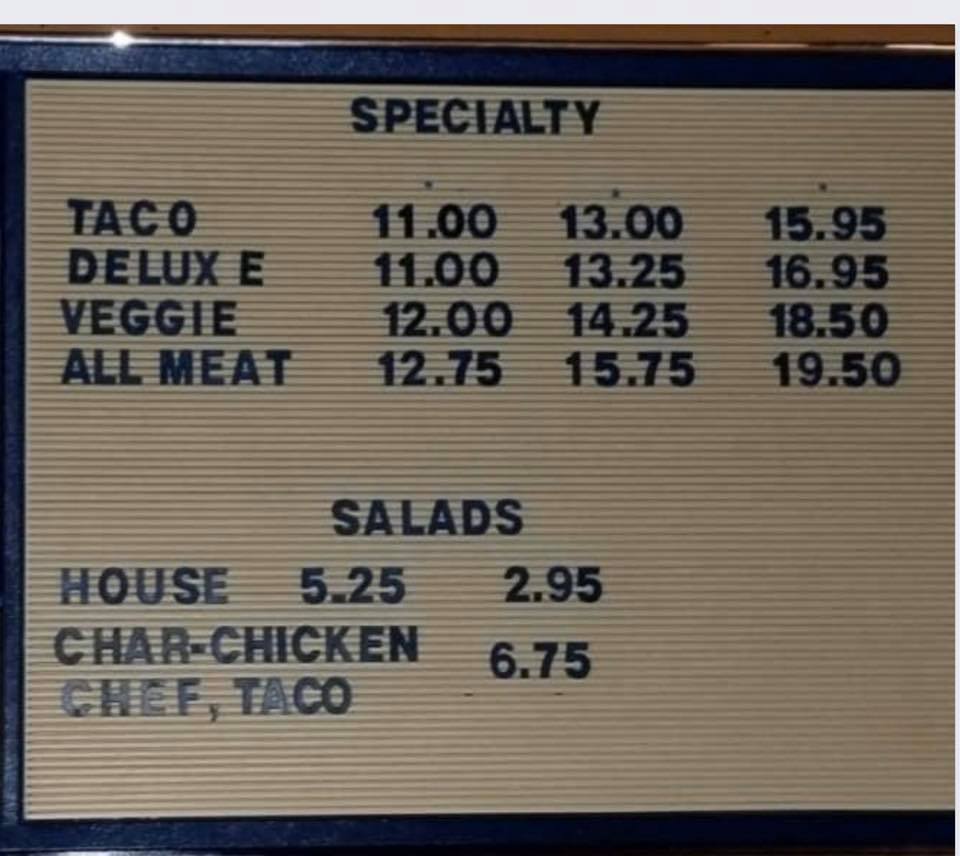 SPECIALTY
TACO 11.00 13.00 15.95
DELUXE 11.00 13.25 16.95
VEGGIE 12.00 14.25 18.50
ALL MEAT 12.75 15.75 19.50
SALADS
HOUSE 5.25 2.95
CHAR-CHICKEN 6.75
CHEF, TACO